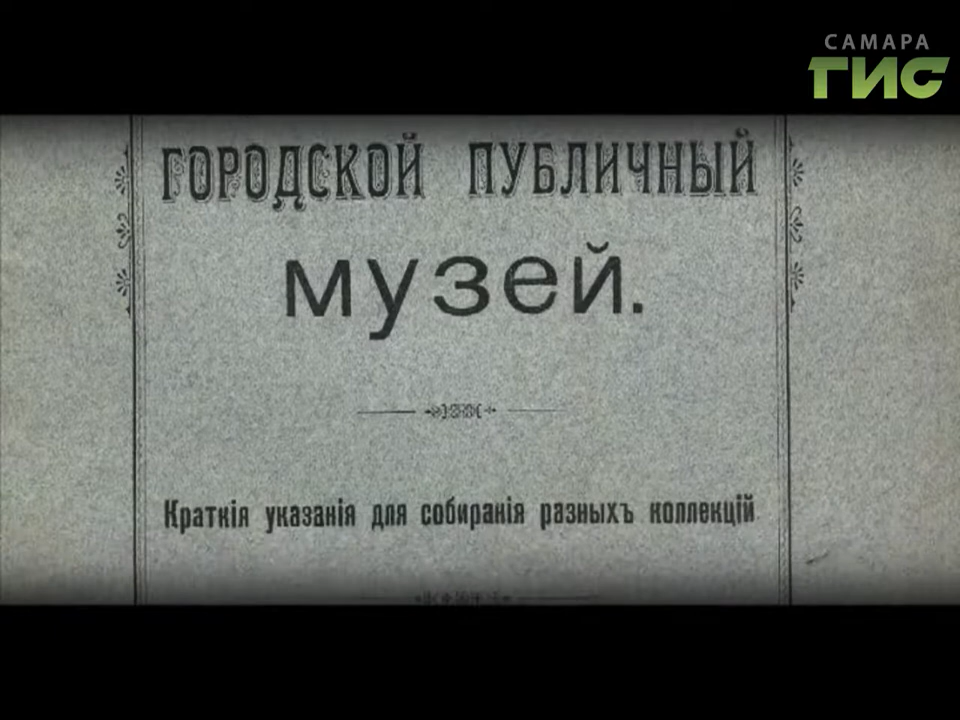 САМАРА
ГИС
ГОРОДСКОЙ ПУБЛИЧНЫЙ
музей.
Краткія указанія для собиранія разныхъ коллекцій